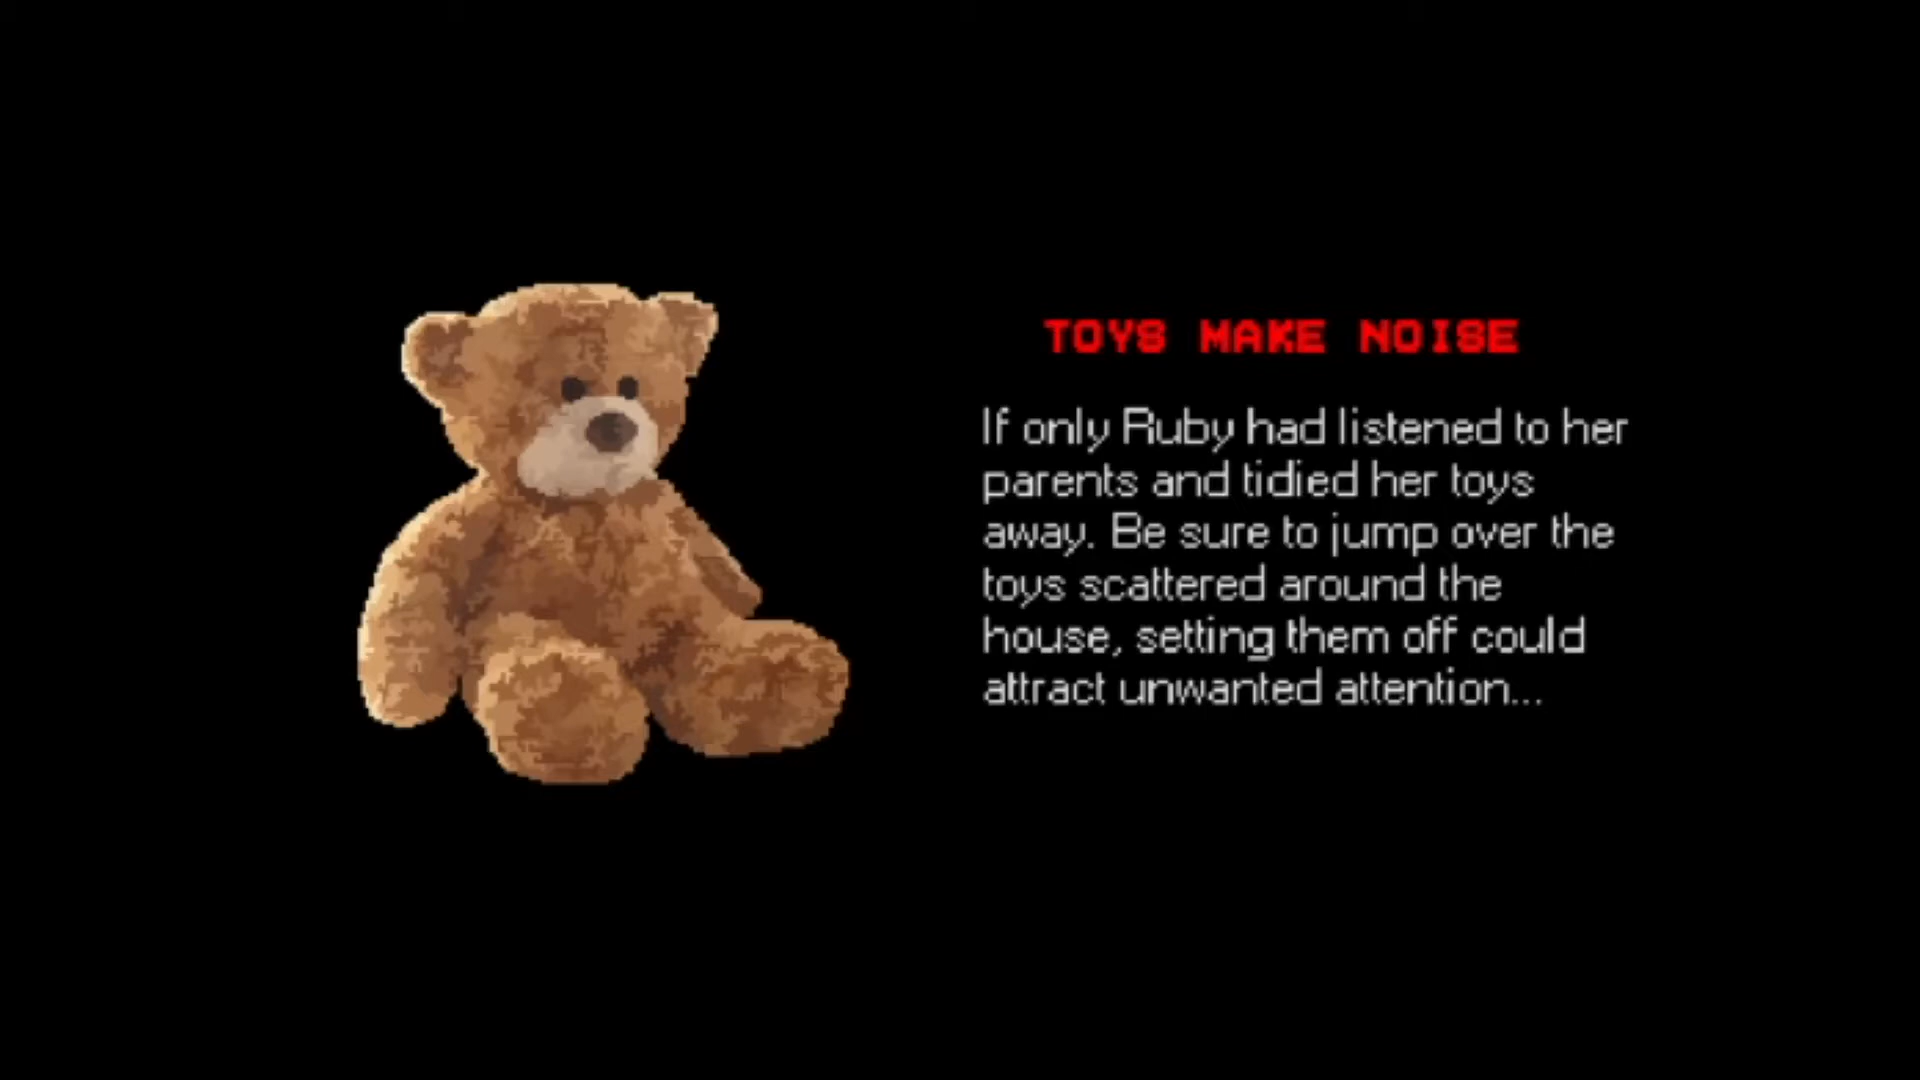 TOYS MAKE NOISE
If only Ruby had listened to her
parents and tidied her toys
away. Be sure to jump over the
toys scattered around the
house, setting them off could
attract unwanted attention...